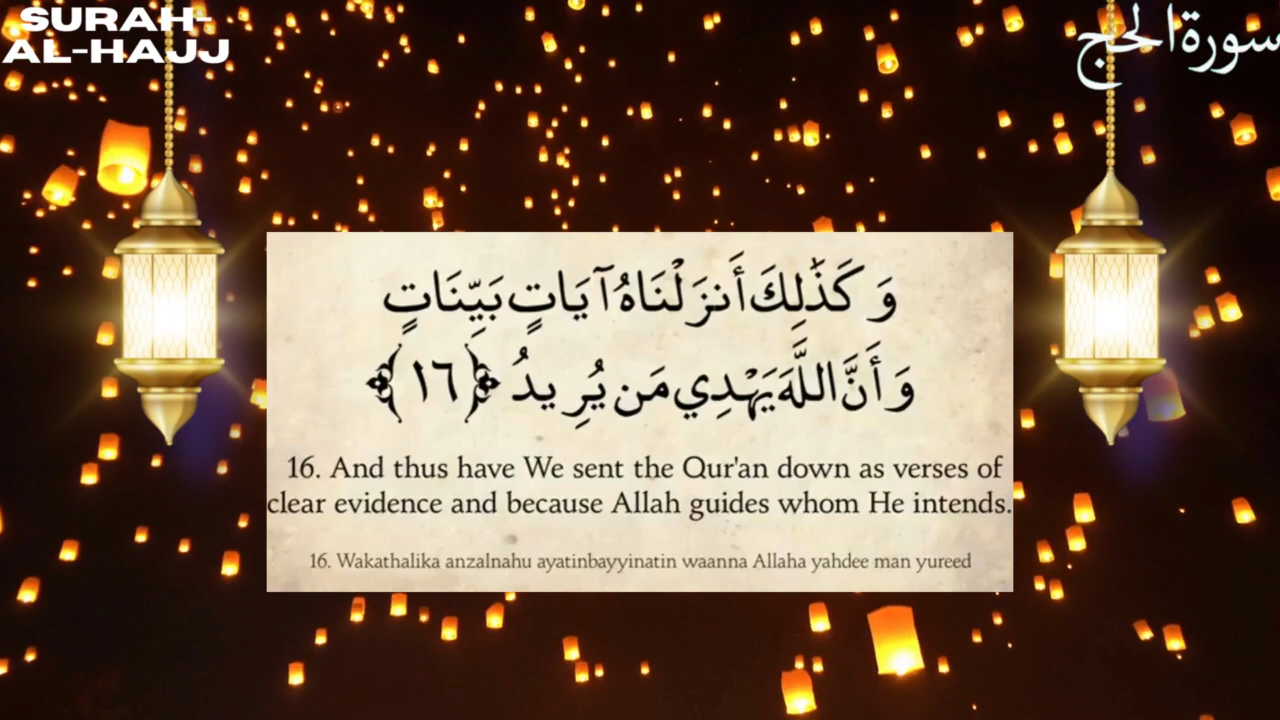 SURAH-
AL-HAJJ
سورة الحج
وَكَذَٰلِكَ أَنزَلْنَاهُ آيَاتٍ بَيِّنَاتٍ
وَأَنَّ اللَّهَ يَهْدِي مَن يُرِيدُ ﴿١٦﴾
16. And thus have We sent the Qur'an down as verses of
clear evidence and because Allah guides whom He intends.
16. Wakathalika anzalnahu ayatinbayyinatin waanna Allaha yahdee man yureed